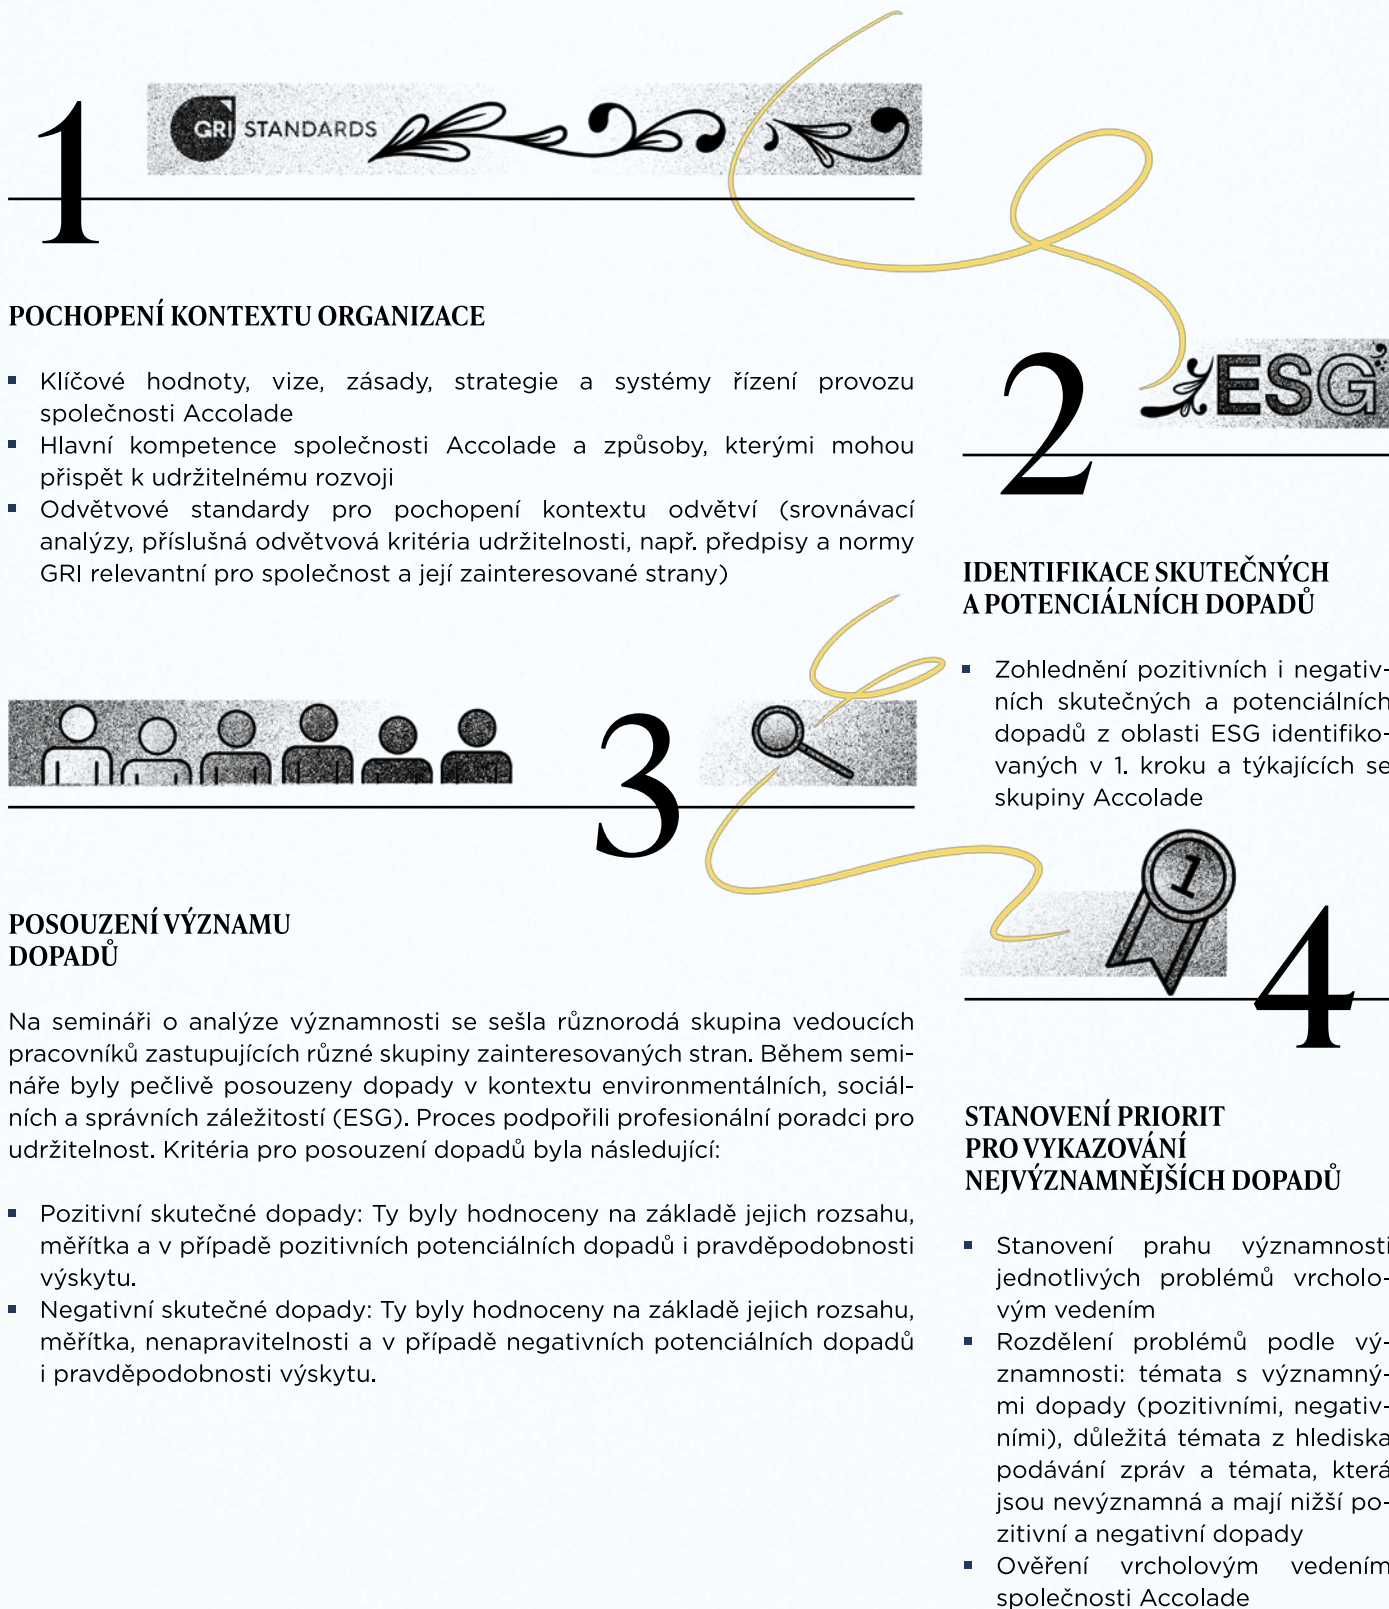 1
GRI STANDARDS
POCHOPENÍ KONTEXTU ORGANIZACE
▪ Klíčové hodnoty, vize, zásady, strategie a systémy řízení provozu
společnosti Accolade
▪ Hlavní kompetence společnosti Accolade a způsoby, kterými mohou
přispět k udržitelnému rozvoji
▪ Odvětvové standardy pro pochopení kontextu odvětví (srovnávací
analýzy, příslušná odvětvová kritéria udržitelnosti, např. předpisy a normy
GRI relevantní pro společnost a její zainteresované strany)
2
ESG
IDENTIFIKACE SKUTEČNÝCH
A POTENCIÁLNÍCH DOPADŮ
▪ Zohlednění pozitivních i negativ-
ních skutečných a potenciálních
dopadů z oblasti ESG identifiko-
vaných v 1. kroku a týkajících se
skupiny Accolade
3
POSOUZENÍ VÝZNAMU
DOPADŮ
Na semináři o analýze významnosti se sešla různorodá skupina vedoucích
pracovníků zastupujících různé skupiny zainteresovaných stran. Během semi-
náře byly pečlivě posouzeny dopady v kontextu environmentálních, sociál-
ních a správních záležitostí (ESG). Proces podpořili profesionální poradci pro
udržitelnost. Kritéria pro posouzení dopadů byla následující:
▪ Pozitivní skutečné dopady: Ty byly hodnoceny na základě jejich rozsahu,
měřítka a v případě pozitivních potenciálních dopadů i pravděpodobnosti
výskytu.
▪ Negativní skutečné dopady: Ty byly hodnoceny na základě jejich rozsahu,
měřítka, nenapravitelnosti a v případě negativních potenciálních dopadů
i pravděpodobnosti výskytu.
1
4
STANOVENÍ PRIORIT
PRO VYKAZOVÁNÍ
NEJVÝZNAMNĚJŠÍCH DOPADŮ
▪ Stanovení prahu významnosti
jednotlivých problémů vrcholo-
vým vedením
▪ Rozdělení problémů podle vý-
znamnosti: témata s významný-
mi dopady (pozitivními, negativ-
ními), důležitá témata z hlediska
podávání zpráv a témata, která
jsou nevýznamná a mají nižší po-
zitivní a negativní dopady
▪ Ověření vrcholovým vedením
společnosti Accolade